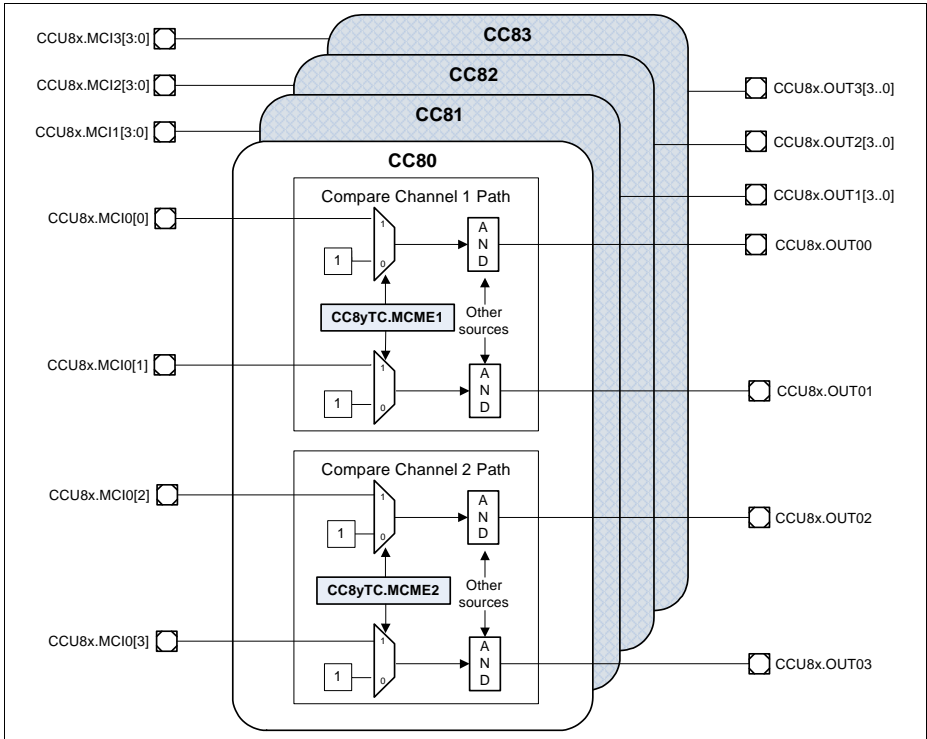 CC83
CCU8x.MCI3[3:0]
CC82
CCU8x.MCI2[3:0]
CCU8x.OUT3[3..0]
CC81
CCU8x.MCI1[3:0]
CCU8x.OUT2[3..0]
CC80
CCU8x.OUT1[3..0]
Compare Channel 1 Path
CCU8x.MCI0[0]
1
AND
CCU8x.OUT00
1
0
CC8yTC.MCME1
Other
sources
CCU8x.MCI0[1]
1
AND
CCU8x.OUT01
1
0
Compare Channel 2 Path
CCU8x.MCI0[2]
1
AND
CCU8x.OUT02
1
0
CC8yTC.MCME2
Other
sources
CCU8x.MCI0[3]
1
AND
CCU8x.OUT03
1
0